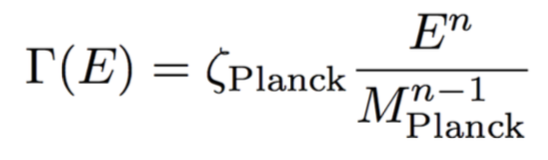 Γ(E) = ζ_Planck E^n / M_Planck^{n−1}